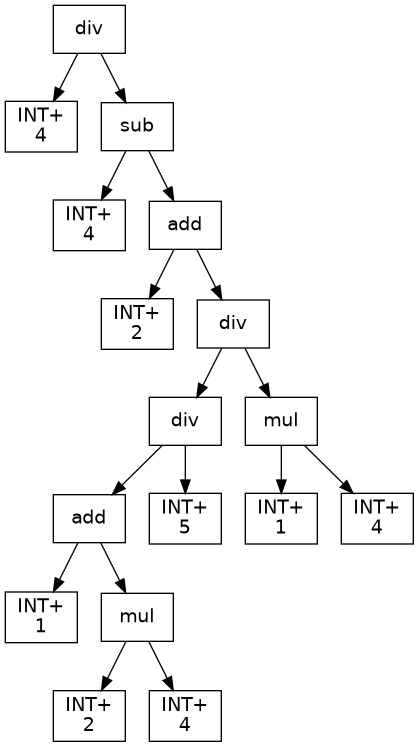 div
INT+
4
sub
INT+
4
add
INT+
2
div
div
mul
add
INT+
5
INT+
1
INT+
4
INT+
1
mul
INT+
2
INT+
4